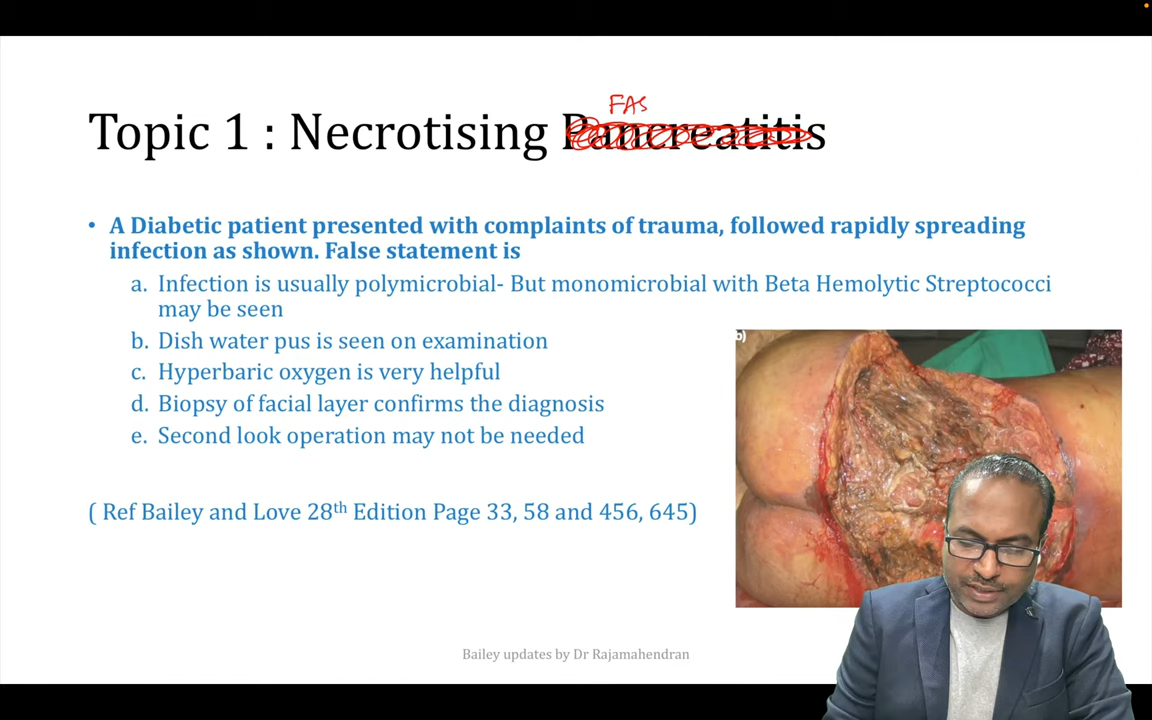 FAS
Topic 1 : Necrotising Pancreatitis
• A Diabetic patient presented with complaints of trauma, followed rapidly spreading
infection as shown. False statement is
a. Infection is usually polymicrobial- But monomicrobial with Beta Hemolytic Streptococci
may be seen
b. Dish water pus is seen on examination
c. Hyperbaric oxygen is very helpful
d. Biopsy of facial layer confirms the diagnosis
e. Second look operation may not be needed
( Ref Bailey and Love 28th Edition Page 33, 58 and 456, 645)
b)
Bailey updates by Dr Rajamahendran